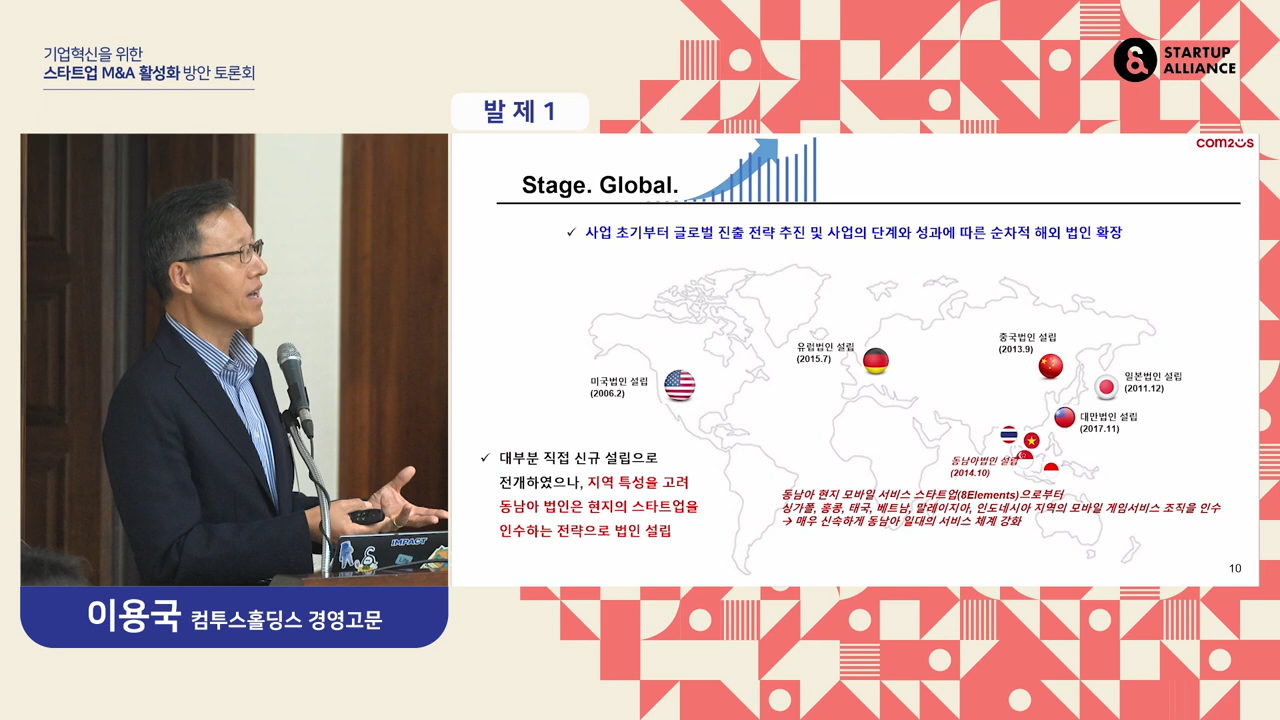 기업혁신을 위한
스타트업 M&A 활성화 방안 토론회
STARTUP
ALLIANCE
발 제 1
com2us
Stage. Global.
✓ 사업 초기부터 글로벌 진출 전략 추진 및 사업의 단계와 성과에 따른 순차적 해외 법인 확장
중국법인 설립
(2013.9)
유럽법인 설립
(2015.7)
미국법인 설립
(2006.2)
일본법인 설립
(2011.12)
대만법인 설립
(2017.11)
동남아법인 설립
(2014.10)
✓ 대부분 직접 신규 설립으로
전개하였으나, 지역 특성을 고려
동남아 법인은 현지의 스타트업을
인수하는 전략으로 법인 설립
동남아 현지 모바일 서비스 스타트업(8Elements)으로부터
싱가폴, 홍콩, 태국, 베트남, 말레이지아, 인도네시아 지역의 모바일 게임서비스 조직을 인수
→ 매우 신속하게 동남아 일대의 서비스 체계 강화
10
IMPACT
이용국 컴투스홀딩스 경영고문